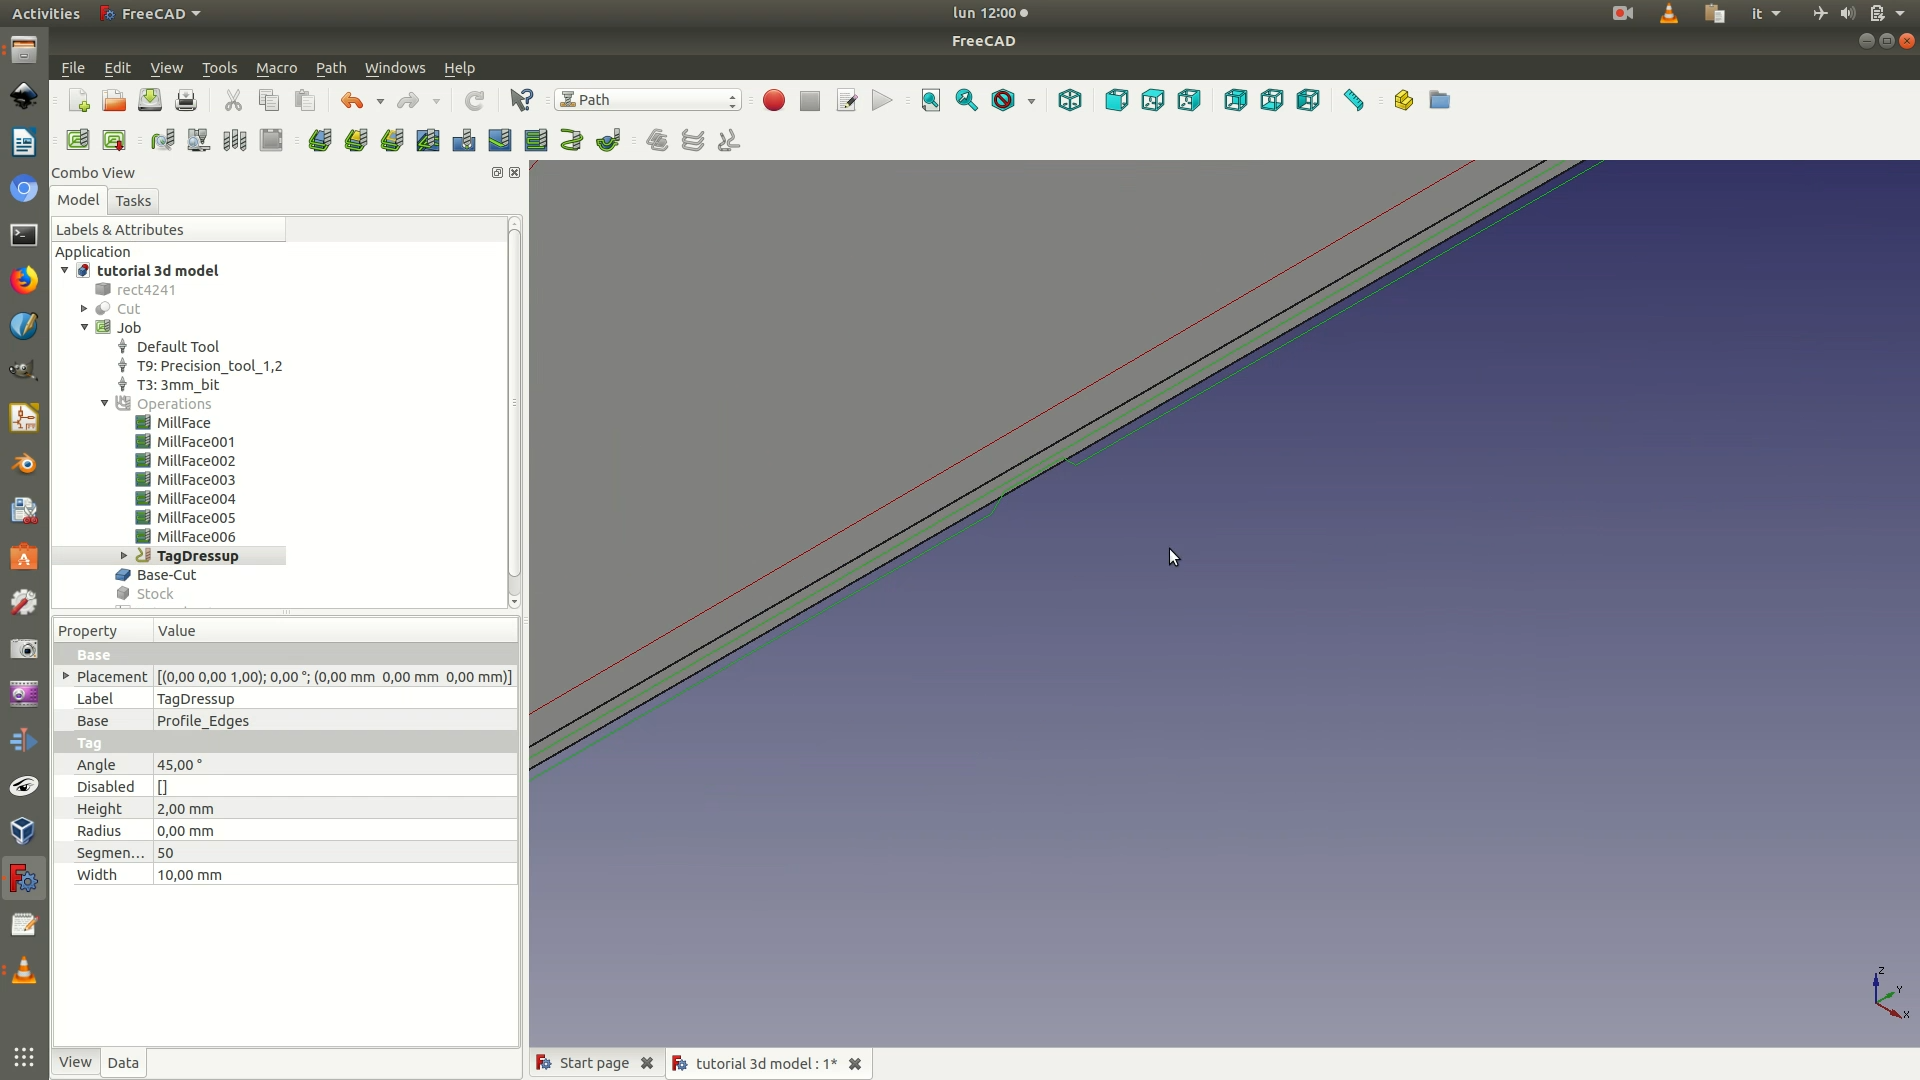 Activities FreeCAD lun 12:00 it
FreeCAD
File Edit View Tools Macro Path Windows Help
Path
Combo View
Model Tasks
Labels & Attributes
Application
tutorial 3d model
rect4241
Cut
Job
Default Tool
T9: Precision_tool_1,2
T3: 3mm_bit
Operations
MillFace
MillFace001
MillFace002
MillFace003
MillFace004
MillFace005
MillFace006
TagDressup
Base-Cut
Stock
Property Value
Base
Placement [(0,00 0,00 1,00); 0,00 °; (0,00 mm 0,00 mm 0,00 mm)]
Label TagDressup
Base Profile_Edges
Tag
Angle 45,00 °
Disabled []
Height 2,00 mm
Radius 0,00 mm
Segmen... 50
Width 10,00 mm
Z
Y
X
View Data
Start page tutorial 3d model : 1*